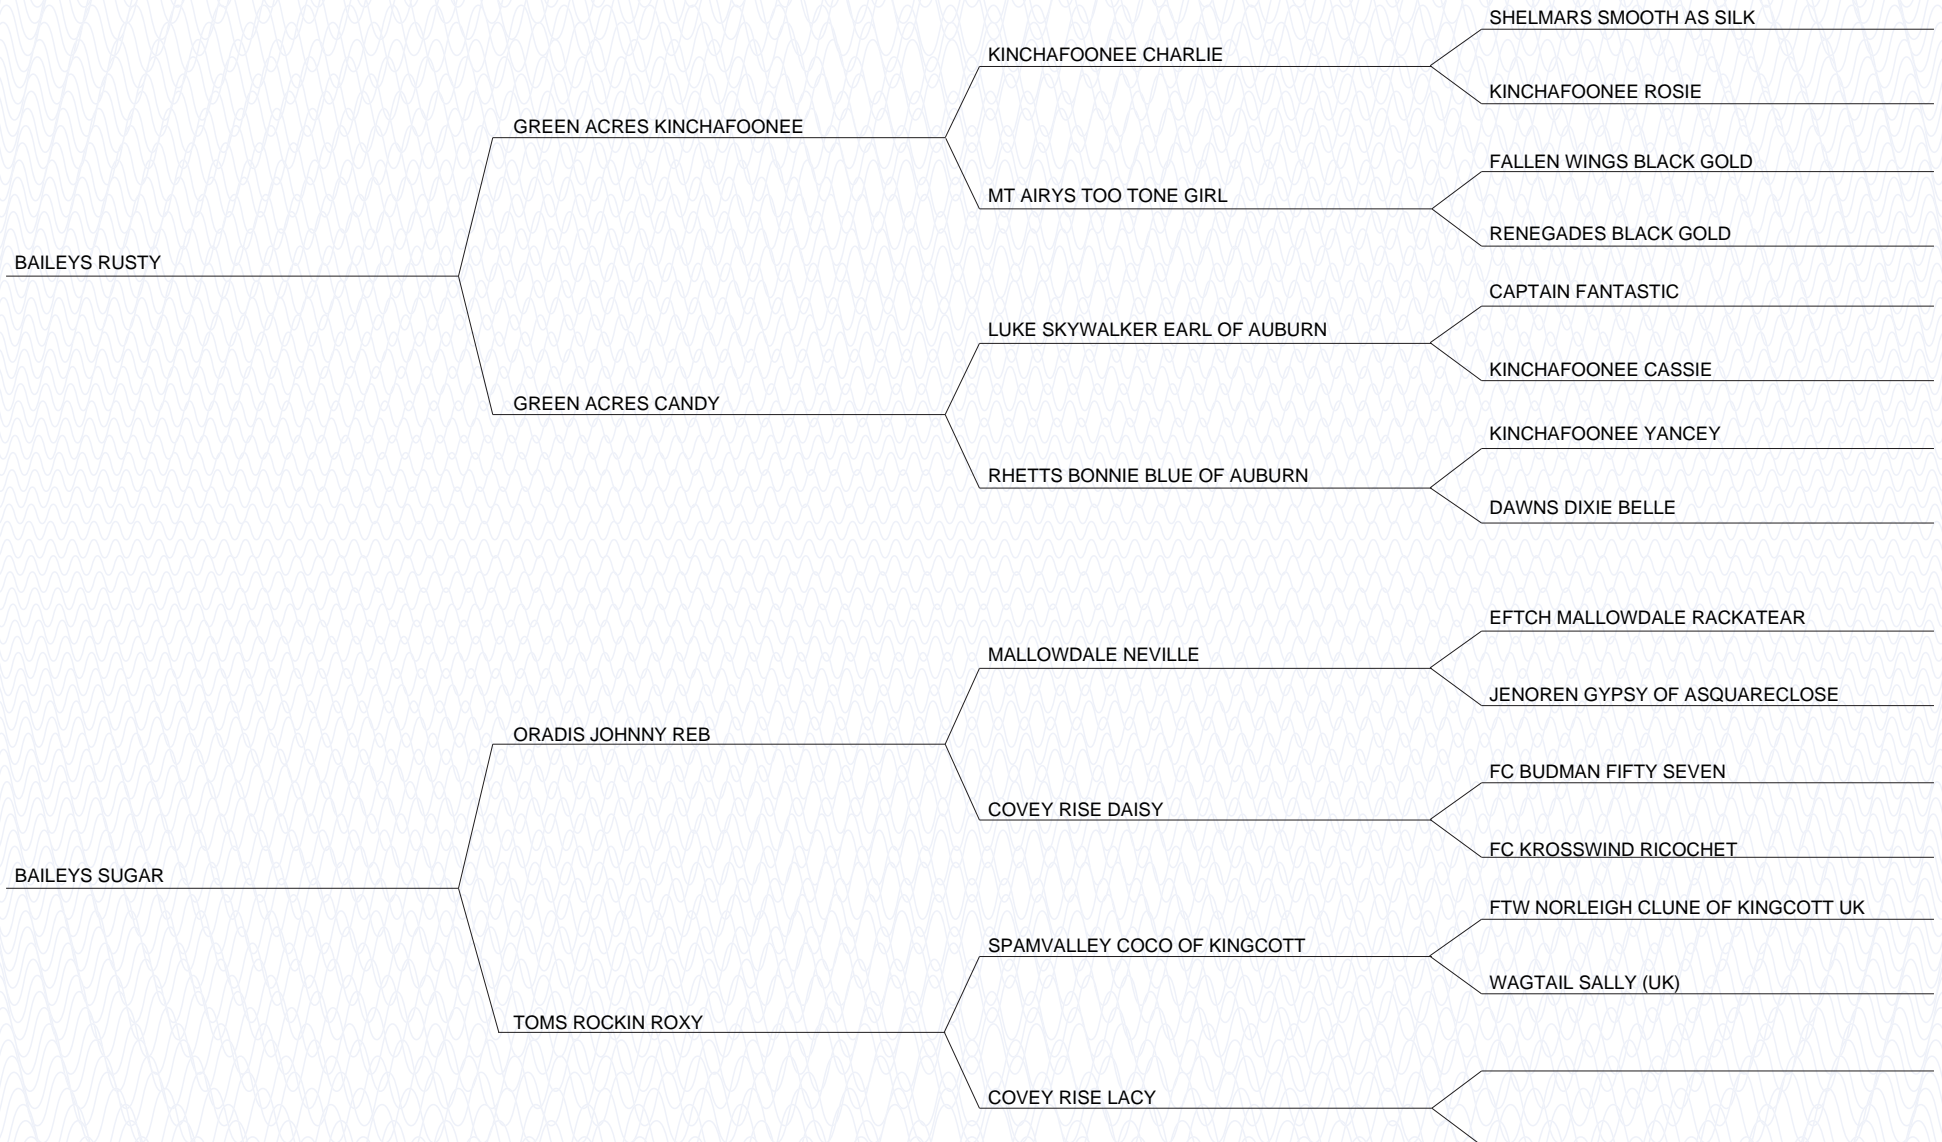 SHELMARS SMOOTH AS SILK
KINCHAFOONEE CHARLIE
KINCHAFOONEE ROSIE
GREEN ACRES KINCHAFOONEE
FALLEN WINGS BLACK GOLD
MT AIRYS TOO TONE GIRL
RENEGADES BLACK GOLD
BAILEYS RUSTY
CAPTAIN FANTASTIC
LUKE SKYWALKER EARL OF AUBURN
KINCHAFOONEE CASSIE
GREEN ACRES CANDY
KINCHAFOONEE YANCEY
RHETTS BONNIE BLUE OF AUBURN
DAWNS DIXIE BELLE
EFTCH MALLOWDALE RACKATEAR
MALLOWDALE NEVILLE
JENOREN GYPSY OF ASQUARECLOSE
ORADIS JOHNNY REB
FC BUDMAN FIFTY SEVEN
COVEY RISE DAISY
FC KROSSWIND RICOCHET
BAILEYS SUGAR
FTW NORLEIGH CLUNE OF KINGCOTT UK
SPAMVALLEY COCO OF KINGCOTT
WAGTAIL SALLY (UK)
TOMS ROCKIN ROXY
COVEY RISE LACY